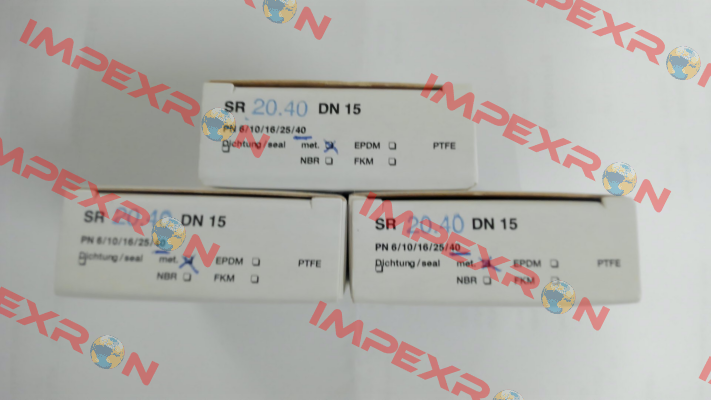 IMPEXRON
SR 20.40 DN 15
PN 6/10/16/25/40
Dichtung/seal met. ☒ EPDM ☐ PTFE ☐
NBR ☐ FKM ☐
SR 20.40 DN 15
PN 6/10/16/25/40
Dichtung/seal met. ☒ EPDM ☐ PTFE ☐
NBR ☐ FKM ☐
SR 20.40 DN 15
PN 6/10/16/25/40
Dichtung/seal met. ☒ EPDM ☐ PTFE ☐
NBR ☐ FKM ☐
IMPEXRON
IMPEXRON
IMPEXRON
IMPEXRON